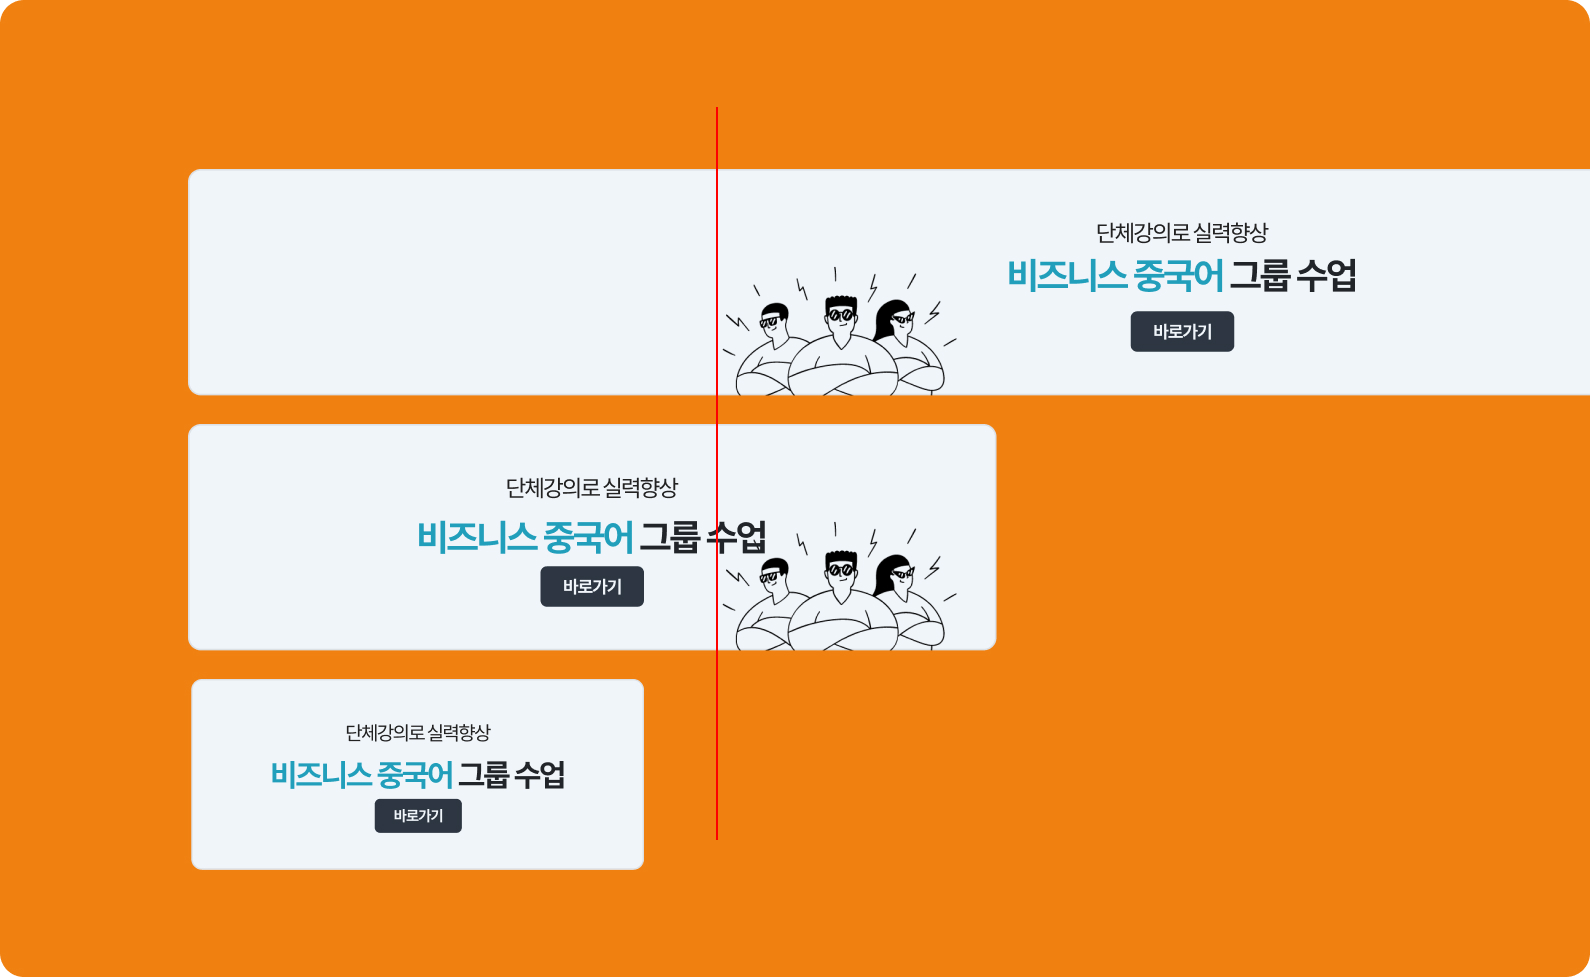 단체강의로 실력향상
비즈니스 중국어 그룹 수업
바로가기
단체강의로 실력향상
비즈니스 중국어 그룹 수업
바로가기
단체강의로 실력향상
비즈니스 중국어 그룹 수업
바로가기